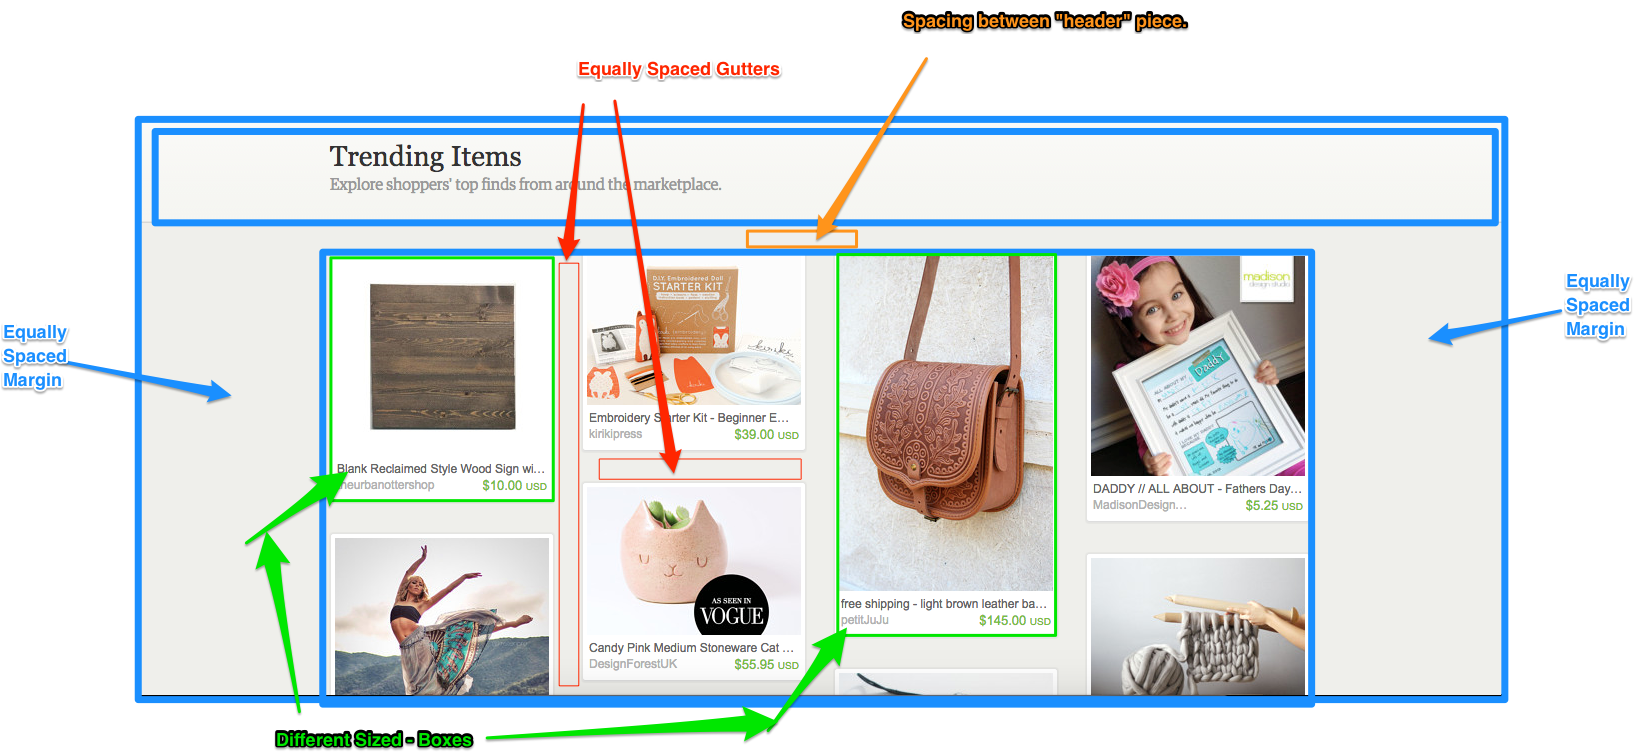 Spacing between "header" piece.
Equally Spaced Gutters
Trending Items
Explore shoppers' top finds from around the marketplace.
Equally
Spaced
Margin
Equally
Spaced
Margin
Blank Reclaimed Style Wood Sign wi...
theurbanottershop $10.00 USD
D.I.Y. Embroidered Doll
STARTER KIT
Embroidery Starter Kit - Beginner E...
kirikipress $39.00 USD
AS SEEN IN
VOGUE
Candy Pink Medium Stoneware Cat ...
DesignForestUK $55.95 USD
free shipping - light brown leather ba...
petitJuJu $145.00 USD
madison
design studio
Daddy
ALL ABOUT MY
DADDY // ALL ABOUT - Fathers Day...
MadisonDesign... $5.25 USD
Different Sized - Boxes